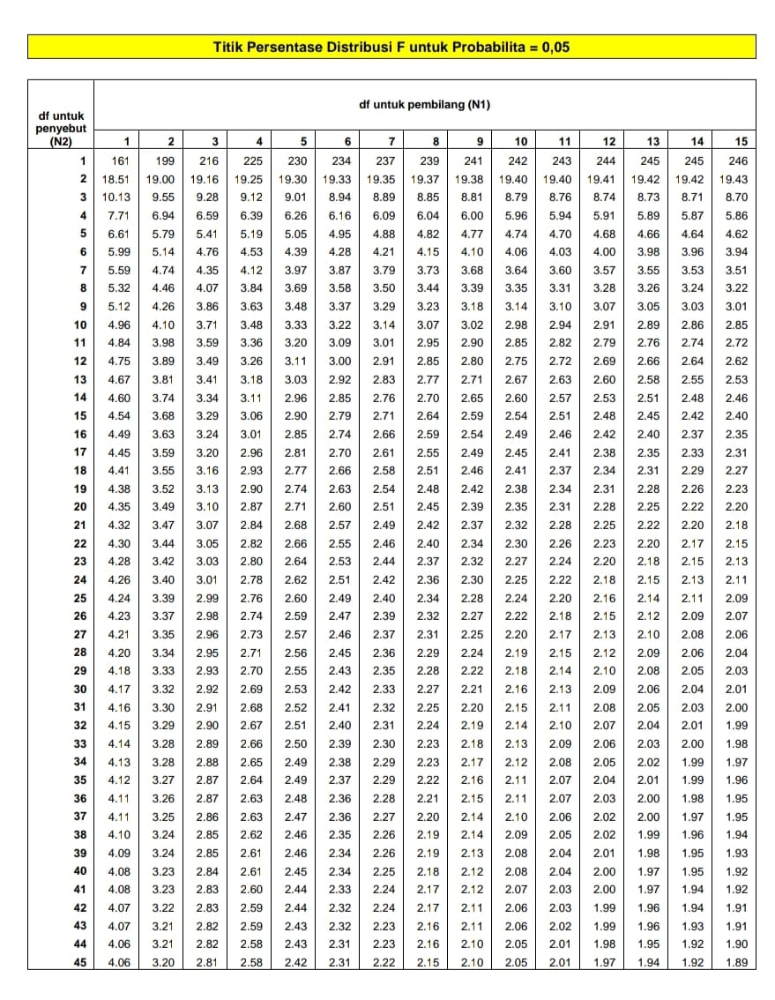 Titik Persentase Distribusi F untuk Probabilita = 0,05
df untuk pembilang (N1)
df untuk
penyebut
(N2) 1 2 3 4 5 6 7 8 9 10 11 12 13 14 15
1 161 199 216 225 230 234 237 239 241 242 243 244 245 245 246
2 18.51 19.00 19.16 19.25 19.30 19.33 19.35 19.37 19.38 19.40 19.40 19.41 19.42 19.42 19.43
3 10.13 9.55 9.28 9.12 9.01 8.94 8.89 8.85 8.81 8.79 8.76 8.74 8.73 8.71 8.70
4 7.71 6.94 6.59 6.39 6.26 6.16 6.09 6.04 6.00 5.96 5.94 5.91 5.89 5.87 5.86
5 6.61 5.79 5.41 5.19 5.05 4.95 4.88 4.82 4.77 4.74 4.70 4.68 4.66 4.64 4.62
6 5.99 5.14 4.76 4.53 4.39 4.28 4.21 4.15 4.10 4.06 4.03 4.00 3.98 3.96 3.94
7 5.59 4.74 4.35 4.12 3.97 3.87 3.79 3.73 3.68 3.64 3.60 3.57 3.55 3.53 3.51
8 5.32 4.46 4.07 3.84 3.69 3.58 3.50 3.44 3.39 3.35 3.31 3.28 3.26 3.24 3.22
9 5.12 4.26 3.86 3.63 3.48 3.37 3.29 3.23 3.18 3.14 3.10 3.07 3.05 3.03 3.01
10 4.96 4.10 3.71 3.48 3.33 3.22 3.14 3.07 3.02 2.98 2.94 2.91 2.89 2.86 2.85
11 4.84 3.98 3.59 3.36 3.20 3.09 3.01 2.95 2.90 2.85 2.82 2.79 2.76 2.74 2.72
12 4.75 3.89 3.49 3.26 3.11 3.00 2.91 2.85 2.80 2.75 2.72 2.69 2.66 2.64 2.62
13 4.67 3.81 3.41 3.18 3.03 2.92 2.83 2.77 2.71 2.67 2.63 2.60 2.58 2.55 2.53
14 4.60 3.74 3.34 3.11 2.96 2.85 2.76 2.70 2.65 2.60 2.57 2.53 2.51 2.48 2.46
15 4.54 3.68 3.29 3.06 2.90 2.79 2.71 2.64 2.59 2.54 2.51 2.48 2.45 2.42 2.40
16 4.49 3.63 3.24 3.01 2.85 2.74 2.66 2.59 2.54 2.49 2.46 2.42 2.40 2.37 2.35
17 4.45 3.59 3.20 2.96 2.81 2.70 2.61 2.55 2.49 2.45 2.41 2.38 2.35 2.33 2.31
18 4.41 3.55 3.16 2.93 2.77 2.66 2.58 2.51 2.46 2.41 2.37 2.34 2.31 2.29 2.27
19 4.38 3.52 3.13 2.90 2.74 2.63 2.54 2.48 2.42 2.38 2.34 2.31 2.28 2.26 2.23
20 4.35 3.49 3.10 2.87 2.71 2.60 2.51 2.45 2.39 2.35 2.31 2.28 2.25 2.22 2.20
21 4.32 3.47 3.07 2.84 2.68 2.57 2.49 2.42 2.37 2.32 2.28 2.25 2.22 2.20 2.18
22 4.30 3.44 3.05 2.82 2.66 2.55 2.46 2.40 2.34 2.30 2.26 2.23 2.20 2.17 2.15
23 4.28 3.42 3.03 2.80 2.64 2.53 2.44 2.37 2.32 2.27 2.24 2.20 2.18 2.15 2.13
24 4.26 3.40 3.01 2.78 2.62 2.51 2.42 2.36 2.30 2.25 2.22 2.18 2.15 2.13 2.11
25 4.24 3.39 2.99 2.76 2.60 2.49 2.40 2.34 2.28 2.24 2.20 2.16 2.14 2.11 2.09
26 4.23 3.37 2.98 2.74 2.59 2.47 2.39 2.32 2.27 2.22 2.18 2.15 2.12 2.09 2.07
27 4.21 3.35 2.96 2.73 2.57 2.46 2.37 2.31 2.25 2.20 2.17 2.13 2.10 2.08 2.06
28 4.20 3.34 2.95 2.71 2.56 2.45 2.36 2.29 2.24 2.19 2.15 2.12 2.09 2.06 2.04
29 4.18 3.33 2.93 2.70 2.55 2.43 2.35 2.28 2.22 2.18 2.14 2.10 2.08 2.05 2.03
30 4.17 3.32 2.92 2.69 2.53 2.42 2.33 2.27 2.21 2.16 2.13 2.09 2.06 2.04 2.01
31 4.16 3.30 2.91 2.68 2.52 2.41 2.32 2.25 2.20 2.15 2.11 2.08 2.05 2.03 2.00
32 4.15 3.29 2.90 2.67 2.51 2.40 2.31 2.24 2.19 2.14 2.10 2.07 2.04 2.01 1.99
33 4.14 3.28 2.89 2.66 2.50 2.39 2.30 2.23 2.18 2.13 2.09 2.06 2.03 2.00 1.98
34 4.13 3.28 2.88 2.65 2.49 2.38 2.29 2.23 2.17 2.12 2.08 2.05 2.02 1.99 1.97
35 4.12 3.27 2.87 2.64 2.49 2.37 2.29 2.22 2.16 2.11 2.07 2.04 2.01 1.99 1.96
36 4.11 3.26 2.87 2.63 2.48 2.36 2.28 2.21 2.15 2.11 2.07 2.03 2.00 1.98 1.95
37 4.11 3.25 2.86 2.63 2.47 2.36 2.27 2.20 2.14 2.10 2.06 2.02 2.00 1.97 1.95
38 4.10 3.24 2.85 2.62 2.46 2.35 2.26 2.19 2.14 2.09 2.05 2.02 1.99 1.96 1.94
39 4.09 3.24 2.85 2.61 2.46 2.34 2.26 2.19 2.13 2.08 2.04 2.01 1.98 1.95 1.93
40 4.08 3.23 2.84 2.61 2.45 2.34 2.25 2.18 2.12 2.08 2.04 2.00 1.97 1.95 1.92
41 4.08 3.23 2.83 2.60 2.44 2.33 2.24 2.17 2.12 2.07 2.03 2.00 1.97 1.94 1.92
42 4.07 3.22 2.83 2.59 2.44 2.32 2.24 2.17 2.11 2.06 2.03 1.99 1.96 1.94 1.91
43 4.07 3.21 2.82 2.59 2.43 2.32 2.23 2.16 2.11 2.06 2.02 1.99 1.96 1.93 1.91
44 4.06 3.21 2.82 2.58 2.43 2.31 2.23 2.16 2.10 2.05 2.01 1.98 1.95 1.92 1.90
45 4.06 3.20 2.81 2.58 2.42 2.31 2.22 2.15 2.10 2.05 2.01 1.97 1.94 1.92 1.89